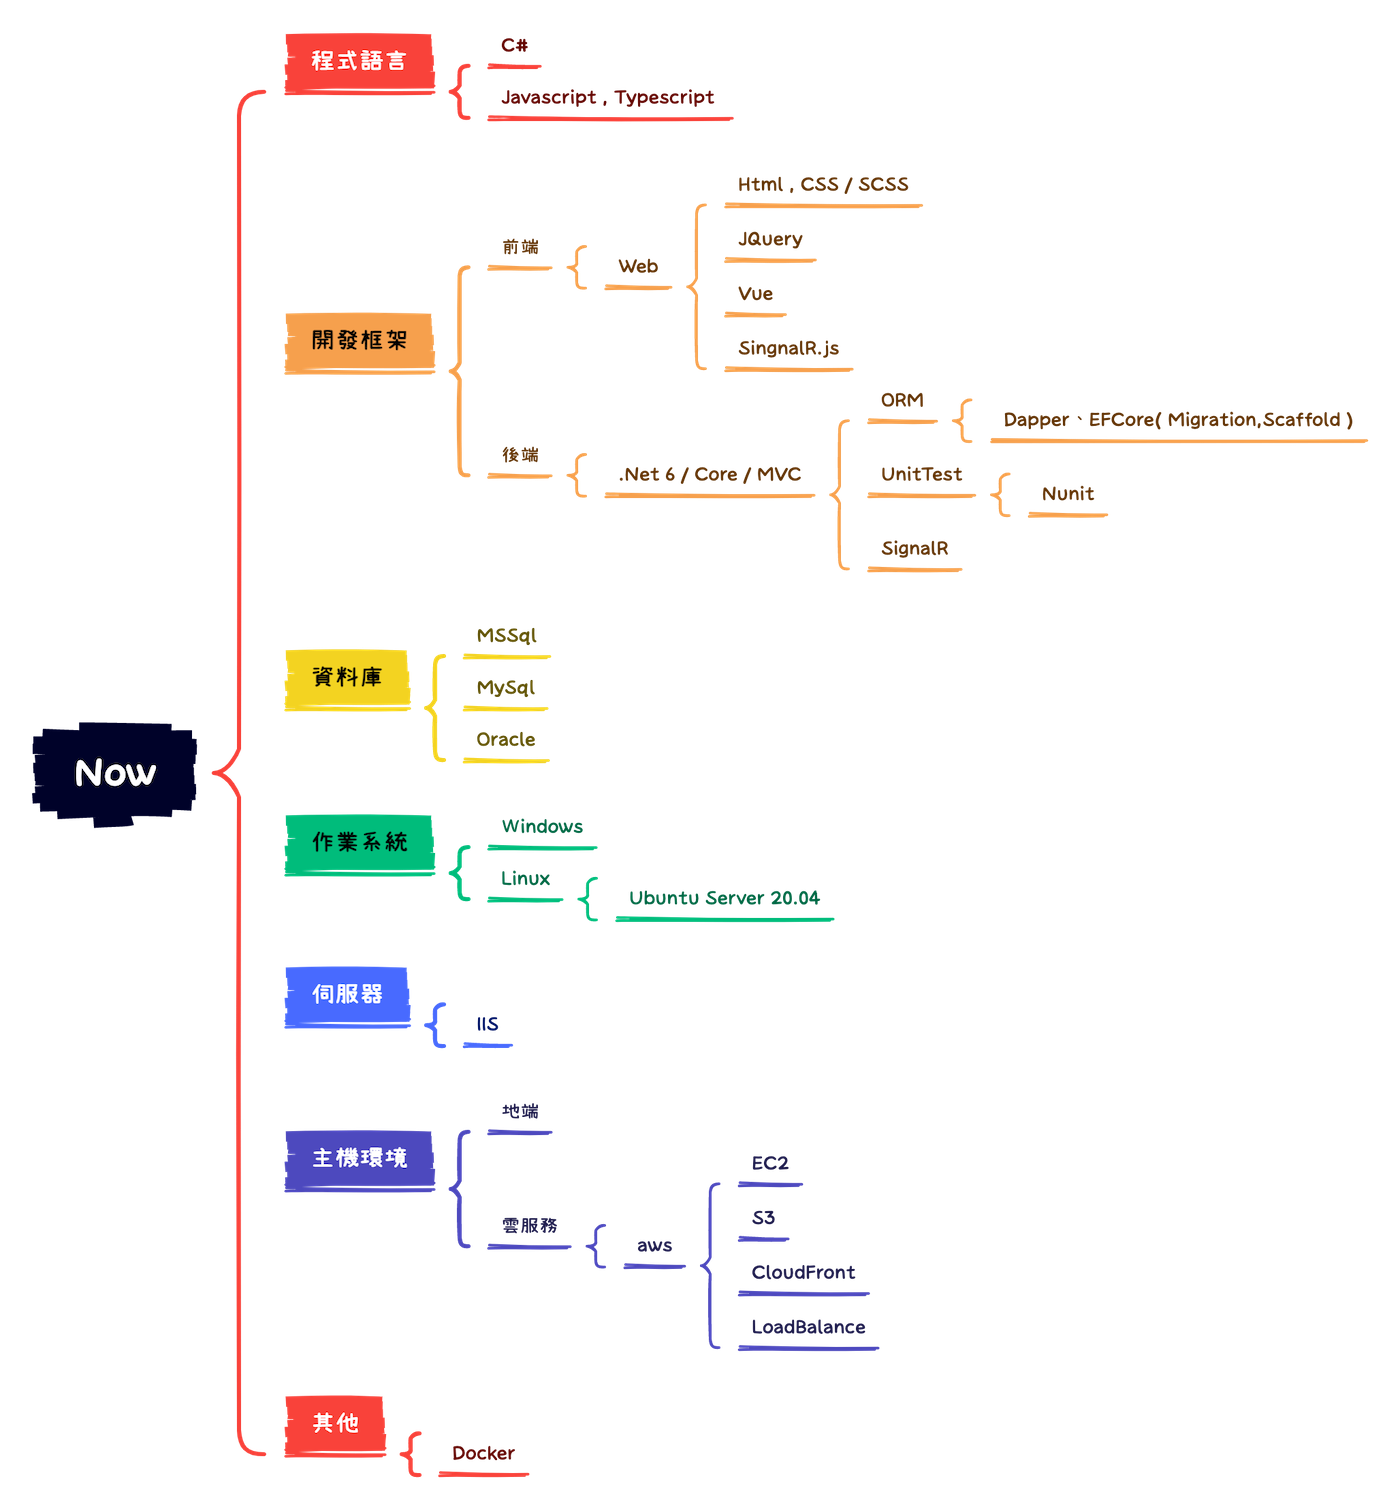 Now
程式語言
C#
Javascript , Typescript
開發框架
前端
Web
Html , CSS / SCSS
JQuery
Vue
SingnalR.js
後端
.Net 6 / Core / MVC
ORM
Dapper、EFCore( Migration,Scaffold )
UnitTest
Nunit
SignalR
資料庫
MSSql
MySql
Oracle
作業系統
Windows
Linux
Ubuntu Server 20.04
伺服器
IIS
主機環境
地端
雲服務
aws
EC2
S3
CloudFront
LoadBalance
其他
Docker